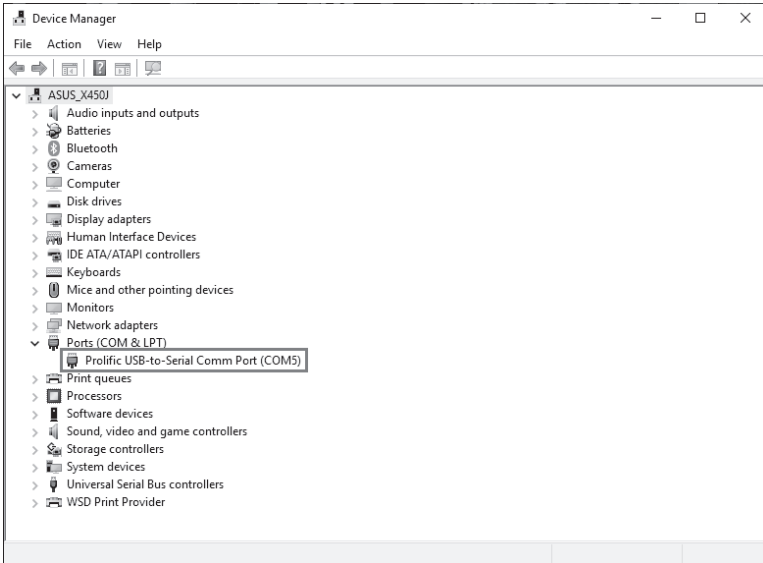 Device Manager
File Action View Help
ASUS_X450J
Audio inputs and outputs
Batteries
Bluetooth
Cameras
Computer
Disk drives
Display adapters
Human Interface Devices
IDE ATA/ATAPI controllers
Keyboards
Mice and other pointing devices
Monitors
Network adapters
Ports (COM & LPT)
Prolific USB-to-Serial Comm Port (COM5)
Print queues
Processors
Software devices
Sound, video and game controllers
Storage controllers
System devices
Universal Serial Bus controllers
WSD Print Provider